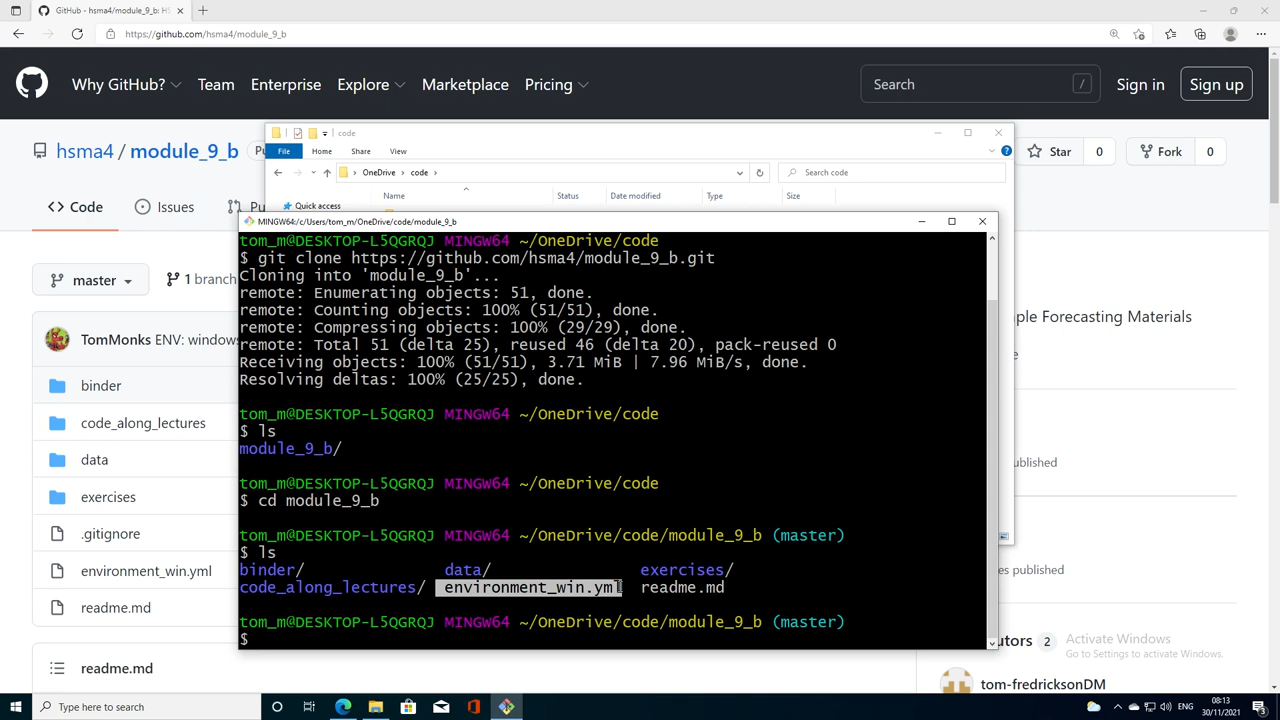 GitHub - hsma4/module_9_b: HS
https://github.com/hsma4/module_9_b
Why GitHub? Team Enterprise Explore Marketplace Pricing
Search /
Sign in
Sign up
hsma4 / module_9_b
Star 0
Fork 0
Code
Issues
Pu
master
1 branch
TomMonks ENV: window
binder
code_along_lectures
data
exercises
.gitignore
environment_win.yml
readme.md
readme.md
code
File Home Share View
OneDrive > code >
Search code
Name Status Date modified Type Size
Quick access
MINGW64:/c/Users/tom_m/OneDrive/code/module_9_b
tom_m@DESKTOP-L5QGRQJ MINGW64 ~/OneDrive/code
$ git clone https://github.com/hsma4/module_9_b.git
Cloning into 'module_9_b'...
remote: Enumerating objects: 51, done.
remote: Counting objects: 100% (51/51), done.
remote: Compressing objects: 100% (29/29), done.
remote: Total 51 (delta 25), reused 46 (delta 20), pack-reused 0
Receiving objects: 100% (51/51), 3.71 MiB | 7.96 MiB/s, done.
Resolving deltas: 100% (25/25), done.
tom_m@DESKTOP-L5QGRQJ MINGW64 ~/OneDrive/code
$ ls
module_9_b/
tom_m@DESKTOP-L5QGRQJ MINGW64 ~/OneDrive/code
$ cd module_9_b
tom_m@DESKTOP-L5QGRQJ MINGW64 ~/OneDrive/code/module_9_b (master)
$ ls
binder/ data/ exercises/
code_along_lectures/ environment_win.yml readme.md
tom_m@DESKTOP-L5QGRQJ MINGW64 ~/OneDrive/code/module_9_b (master)
$
ple Forecasting Materials
e
ublished
es published
utors 2
tom-fredricksonDM
Activate Windows
Go to Settings to activate Windows.
Type here to search
ENG
08:13
30/11/2021
3